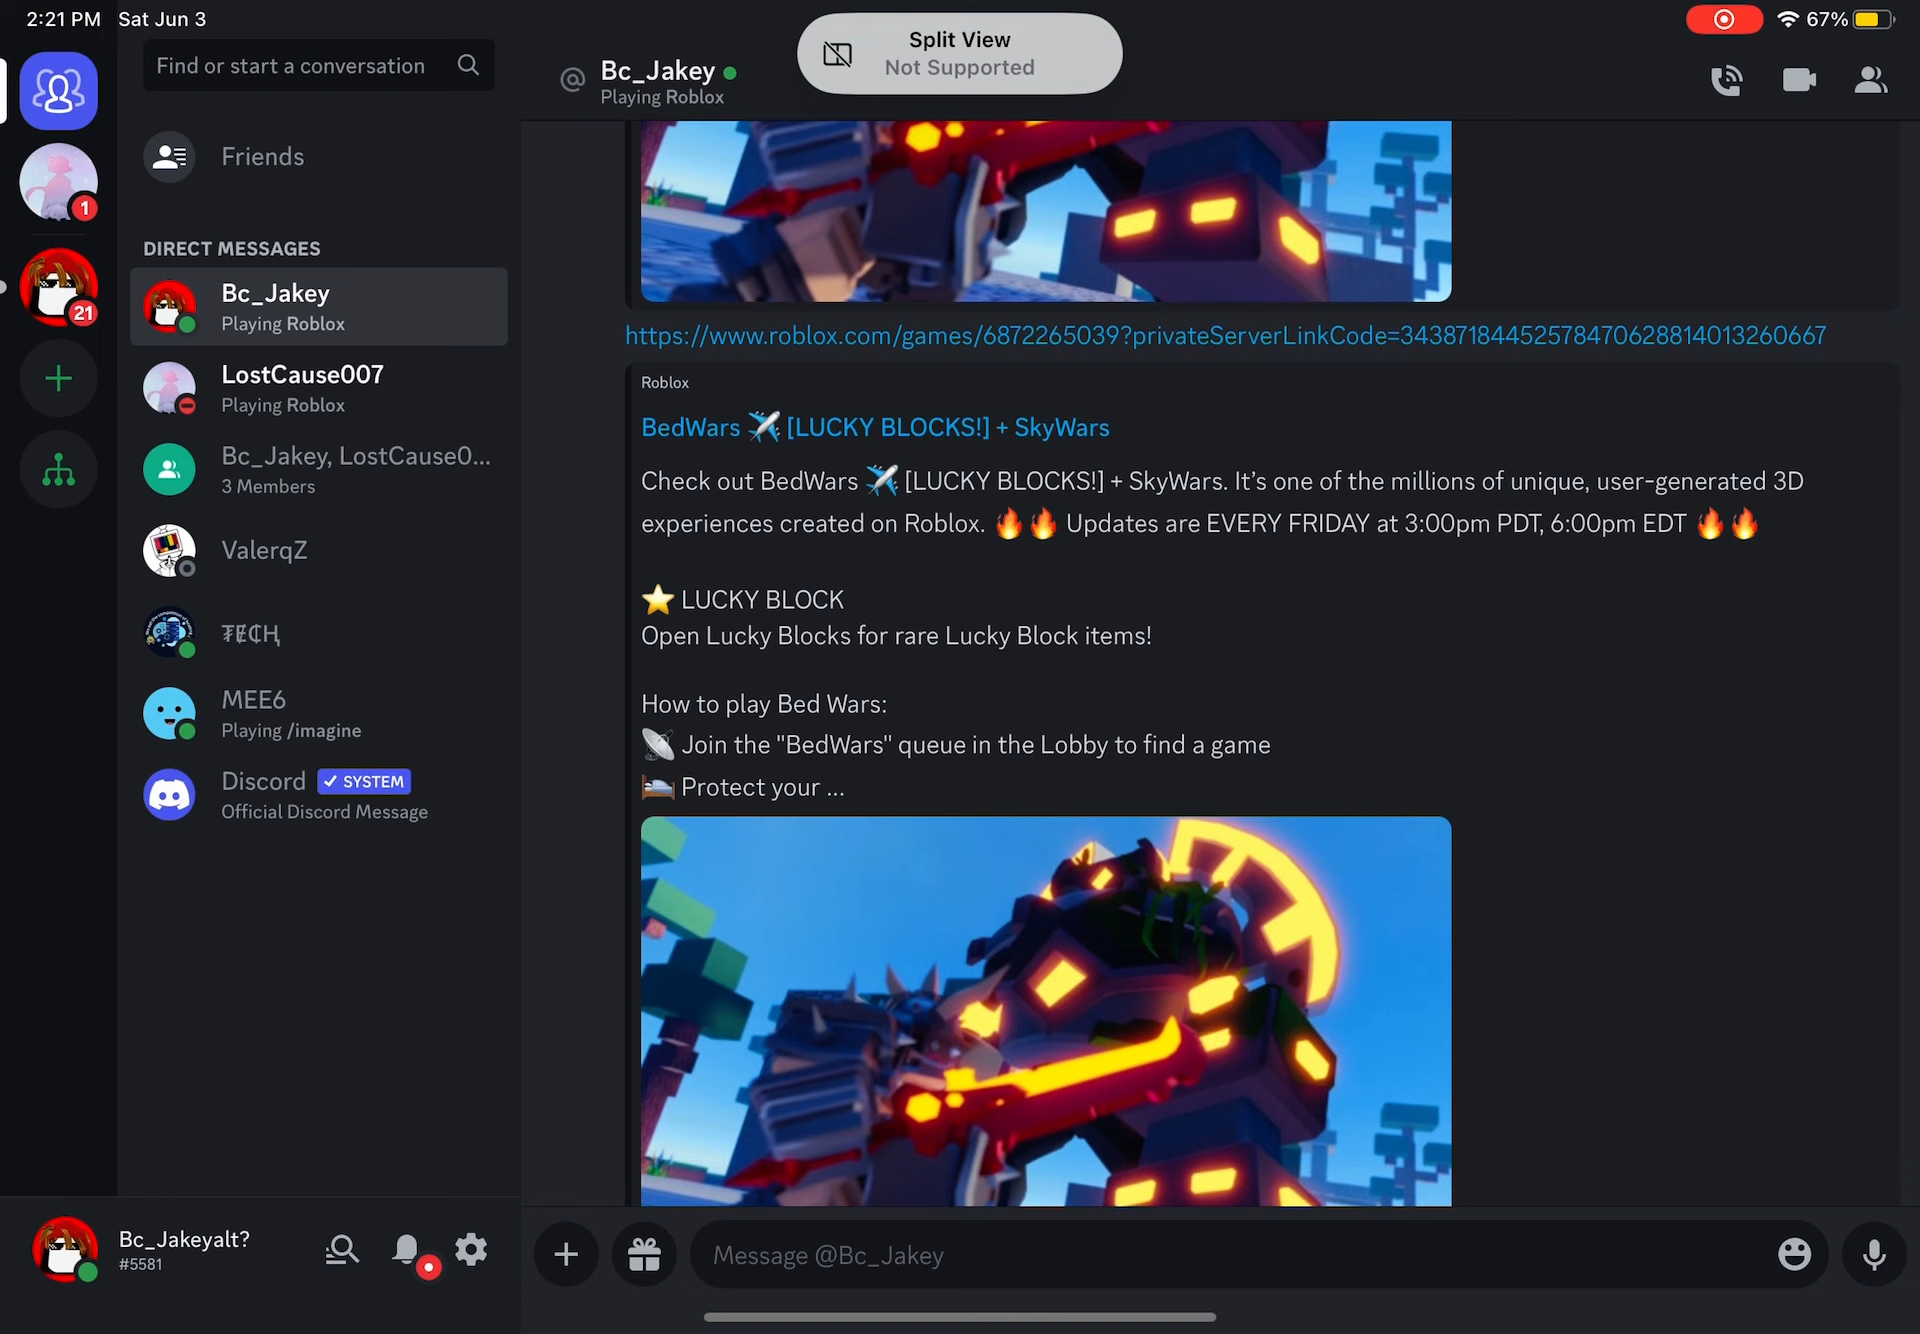 2:21 PM Sat Jun 3
67%
Split View
Not Supported
Find or start a conversation
Friends
DIRECT MESSAGES
Bc_Jakey
Playing Roblox
LostCause007
Playing Roblox
Bc_Jakey, LostCause0...
3 Members
ValerqZ
₮ɆȻⱧ
MEE6
Playing /imagine
Discord ✓ SYSTEM
Official Discord Message
1
21
Bc_Jakeyalt?
#5581
@ Bc_Jakey
Playing Roblox
https://www.roblox.com/games/6872265039?privateServerLinkCode=34387184452578470628814013260667
Roblox
BedWars ✈️ [LUCKY BLOCKS!] + SkyWars
Check out BedWars ✈️ [LUCKY BLOCKS!] + SkyWars. It’s one of the millions of unique, user-generated 3D
experiences created on Roblox. 🔥🔥 Updates are EVERY FRIDAY at 3:00pm PDT, 6:00pm EDT 🔥🔥
⭐ LUCKY BLOCK
Open Lucky Blocks for rare Lucky Block items!
How to play Bed Wars:
📡 Join the "BedWars" queue in the Lobby to find a game
🛏️ Protect your ...
Message @Bc_Jakey